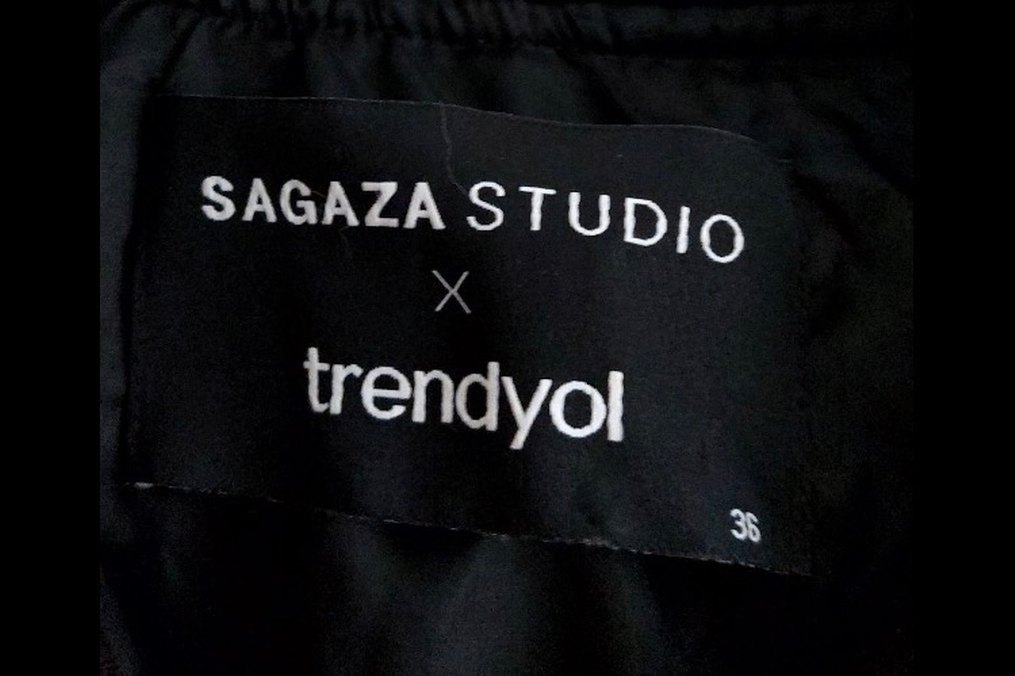 SAGAZA STUDIO
X
trendyol
36